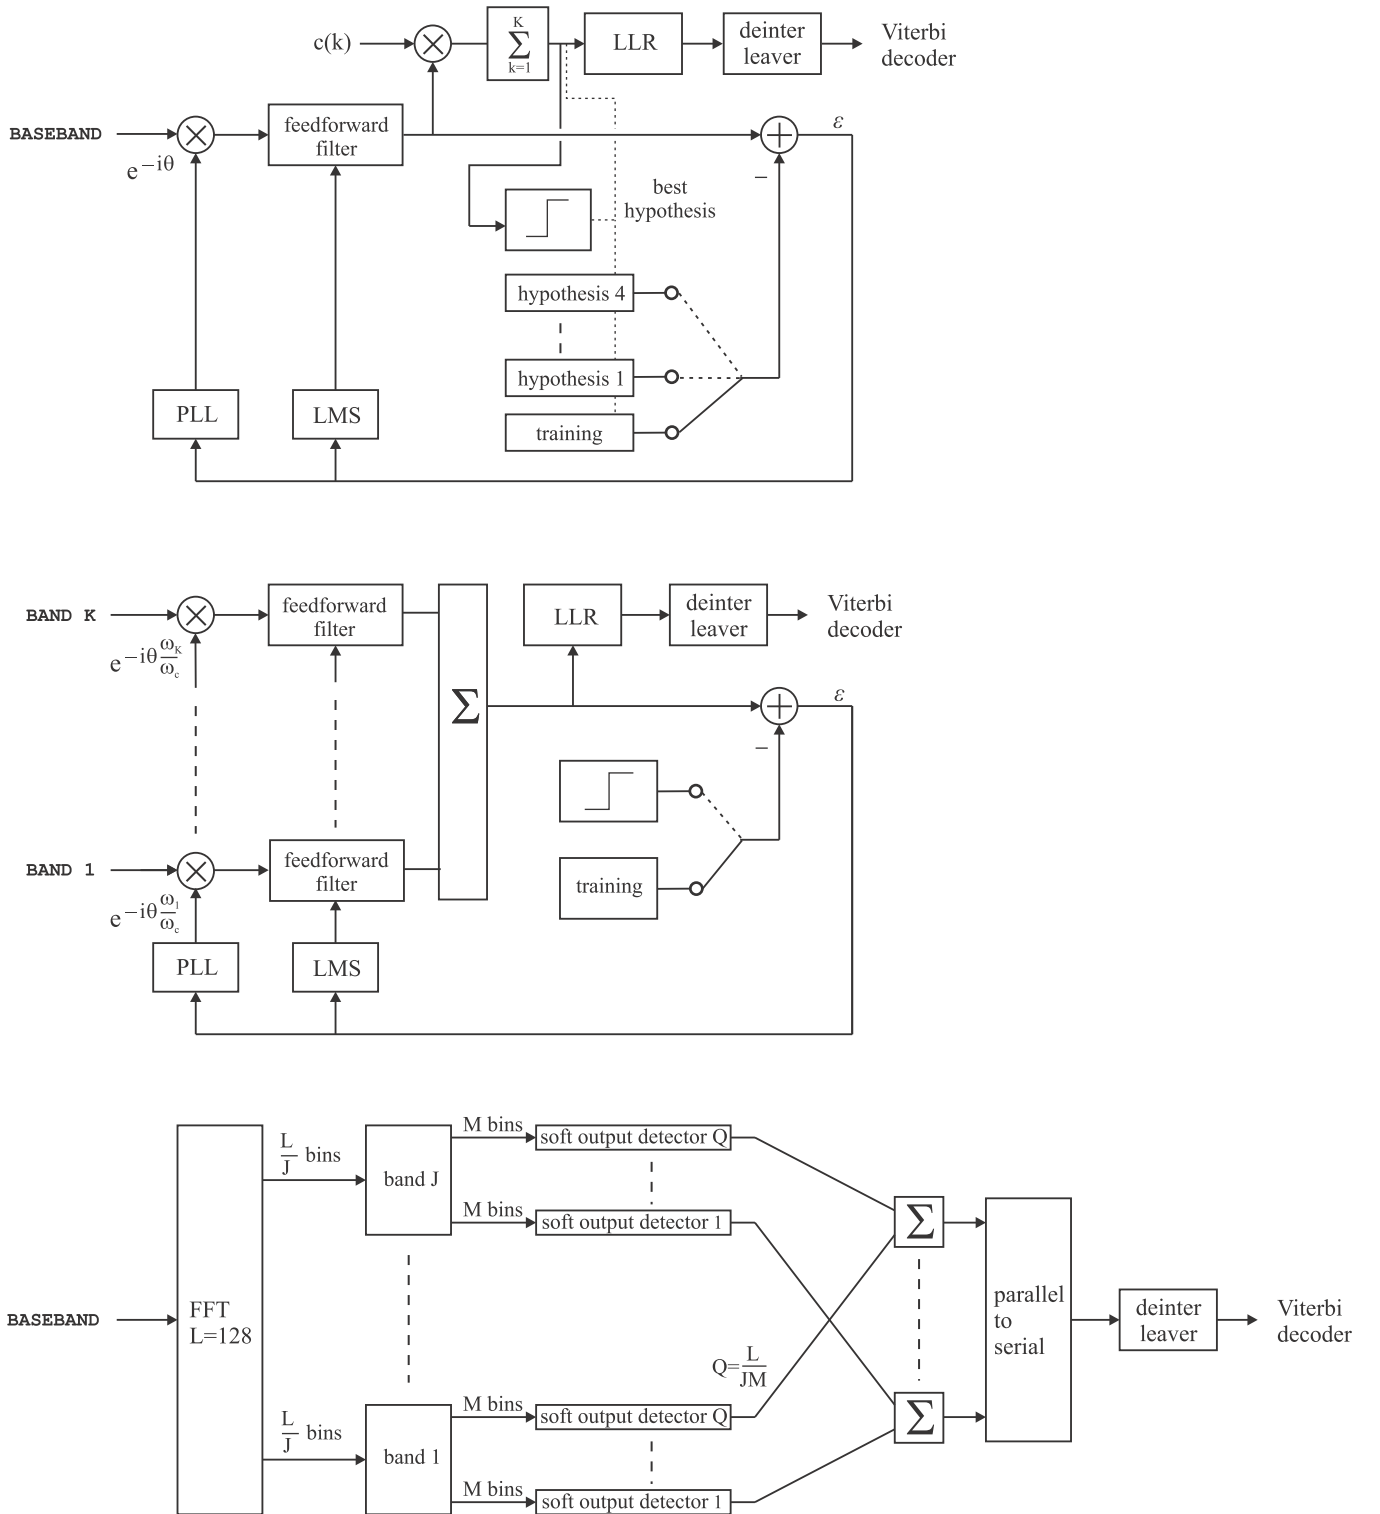 c(k)
K
∑
k=1
LLR
deinter
leaver
Viterbi
decoder
BASEBAND
e−iθ
feedforward
filter
ε
−
best
hypothesis
hypothesis 4
hypothesis 1
training
PLL
LMS
BAND K
e−iθ ωK/ωc
feedforward
filter
LLR
deinter
leaver
Viterbi
decoder
∑
ε
−
BAND 1
e−iθ ω1/ωc
feedforward
filter
training
PLL
LMS
BASEBAND
FFT
L=128
L/J bins
band J
M bins
soft output detector Q
M bins
soft output detector 1
∑
L/J bins
band 1
M bins
soft output detector Q
M bins
soft output detector 1
Q=L/JM
∑
parallel
to
serial
deinter
leaver
Viterbi
decoder